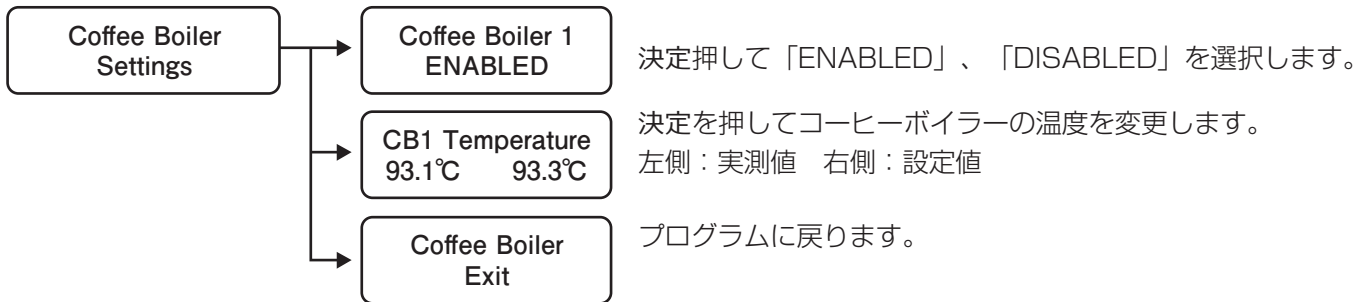 Coffee Boiler
Settings
Coffee Boiler 1
ENABLED
決定押して「ENABLED」、「DISABLED」を選択します。
CB1 Temperature
93.1℃ 93.3℃
決定を押してコーヒーボイラーの温度を変更します。
左側：実測値　右側：設定値
Coffee Boiler
Exit
プログラムに戻ります。